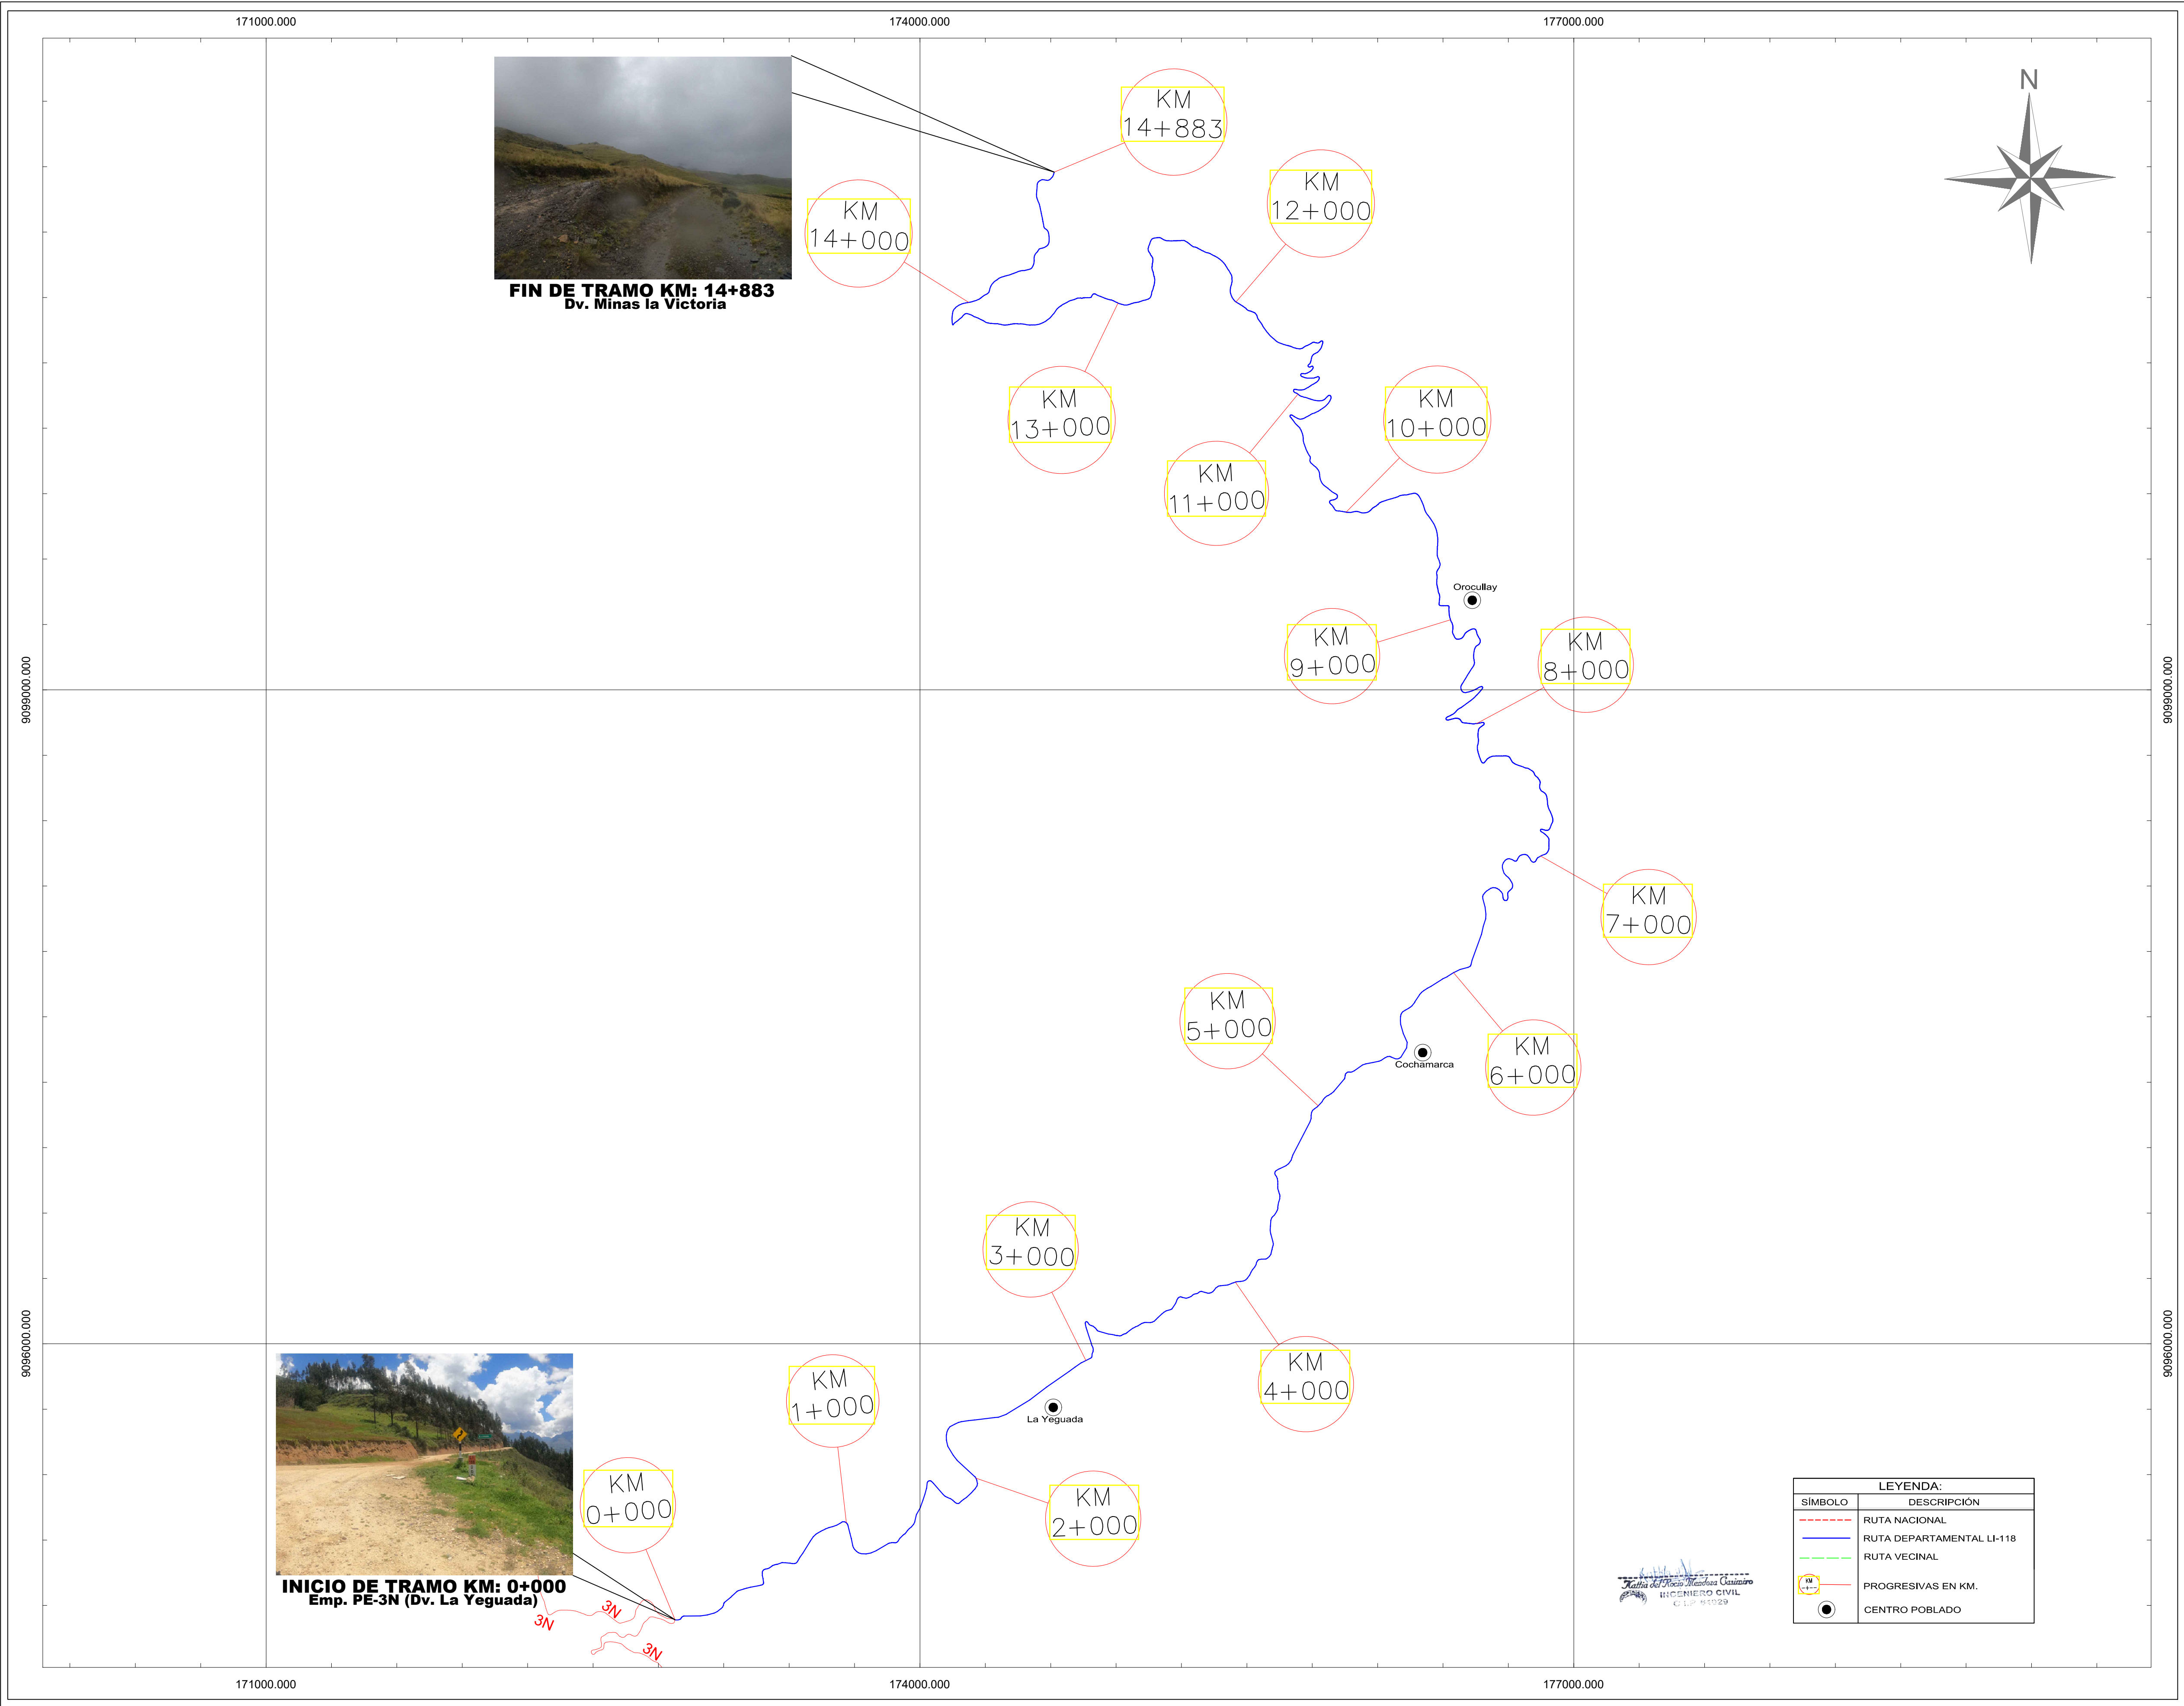 171000.000
174000.000
177000.000
N
KM
14+883
KM
12+000
KM
14+000
FIN DE TRAMO KM: 14+883
Dv. Minas la Victoria
KM
13+000
KM
10+000
KM
11+000
Orocullay
KM
9+000
KM
8+000
9099000.000
9099000.000
KM
7+000
KM
5+000
KM
6+000
Cochamarca
KM
3+000
9096000.000
9096000.000
KM
4+000
KM
1+000
La Yeguada
KM
0+000
KM
2+000
INICIO DE TRAMO KM: 0+000
Emp. PE-3N (Dv. La Yeguada)
3N
3N
3N
Kattia del Rocio Mendoza Casimiro
INGENIERO CIVIL
LEYENDA:
SÍMBOLO DESCRIPCIÓN
RUTA NACIONAL
RUTA DEPARTAMENTAL LI-118
RUTA VECINAL
KM
PROGRESIVAS EN KM.
CENTRO POBLADO
171000.000
174000.000
177000.000